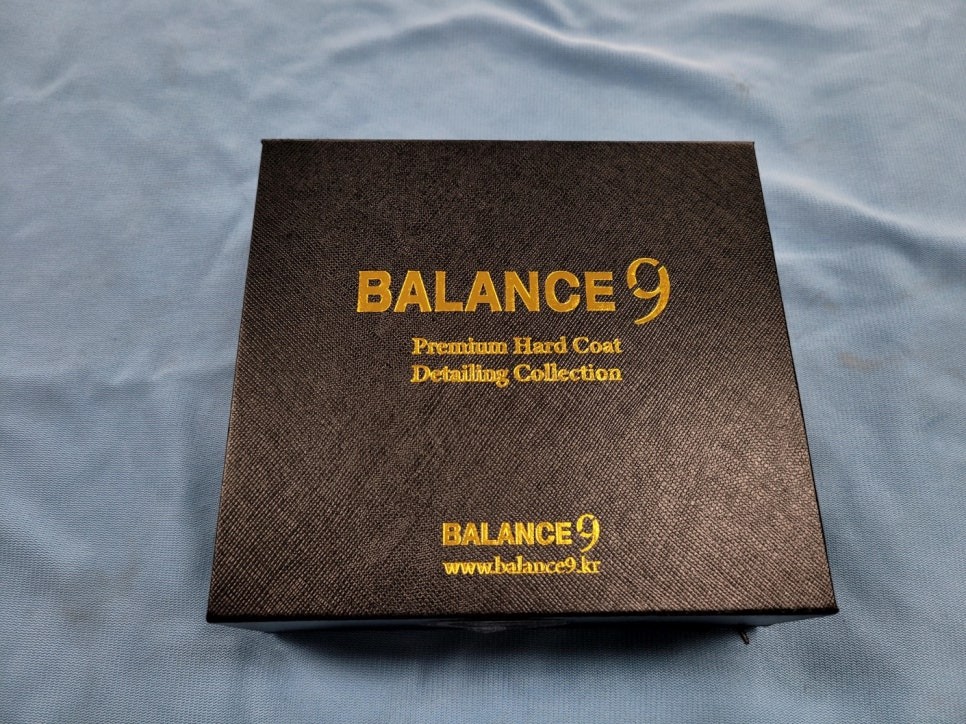 BALANCE 9
Premium Hard Coat
Detailing Collection
BALANCE 9
www.balance9.kr